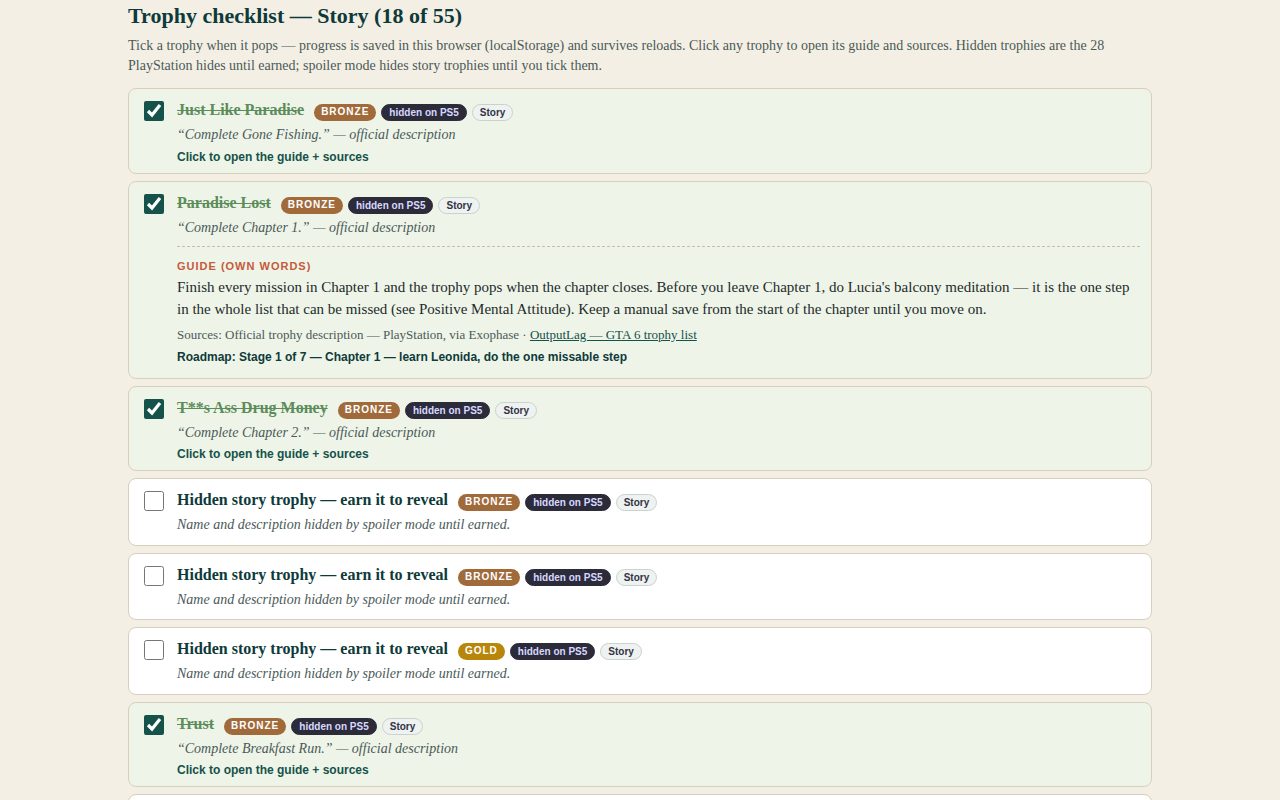 Trophy checklist — Story (18 of 55)
Tick a trophy when it pops — progress is saved in this browser (localStorage) and survives reloads. Click any trophy to open its guide and sources. Hidden trophies are the 28
PlayStation hides until earned; spoiler mode hides story trophies until you tick them.
Just Like Paradise BRONZE hidden on PS5 Story
“Complete Gone Fishing.” — official description
Click to open the guide + sources
Paradise Lost BRONZE hidden on PS5 Story
“Complete Chapter 1.” — official description
GUIDE (OWN WORDS)
Finish every mission in Chapter 1 and the trophy pops when the chapter closes. Before you leave Chapter 1, do Lucia's balcony meditation — it is the one step
in the whole list that can be missed (see Positive Mental Attitude). Keep a manual save from the start of the chapter until you move on.
Sources: Official trophy description — PlayStation, via Exophase · OutputLag — GTA 6 trophy list
Roadmap: Stage 1 of 7 — Chapter 1 — learn Leonida, do the one missable step
T**s Ass Drug Money BRONZE hidden on PS5 Story
“Complete Chapter 2.” — official description
Click to open the guide + sources
Hidden story trophy — earn it to reveal BRONZE hidden on PS5 Story
Name and description hidden by spoiler mode until earned.
Hidden story trophy — earn it to reveal BRONZE hidden on PS5 Story
Name and description hidden by spoiler mode until earned.
Hidden story trophy — earn it to reveal GOLD hidden on PS5 Story
Name and description hidden by spoiler mode until earned.
Trust BRONZE hidden on PS5 Story
“Complete Breakfast Run.” — official description
Click to open the guide + sources